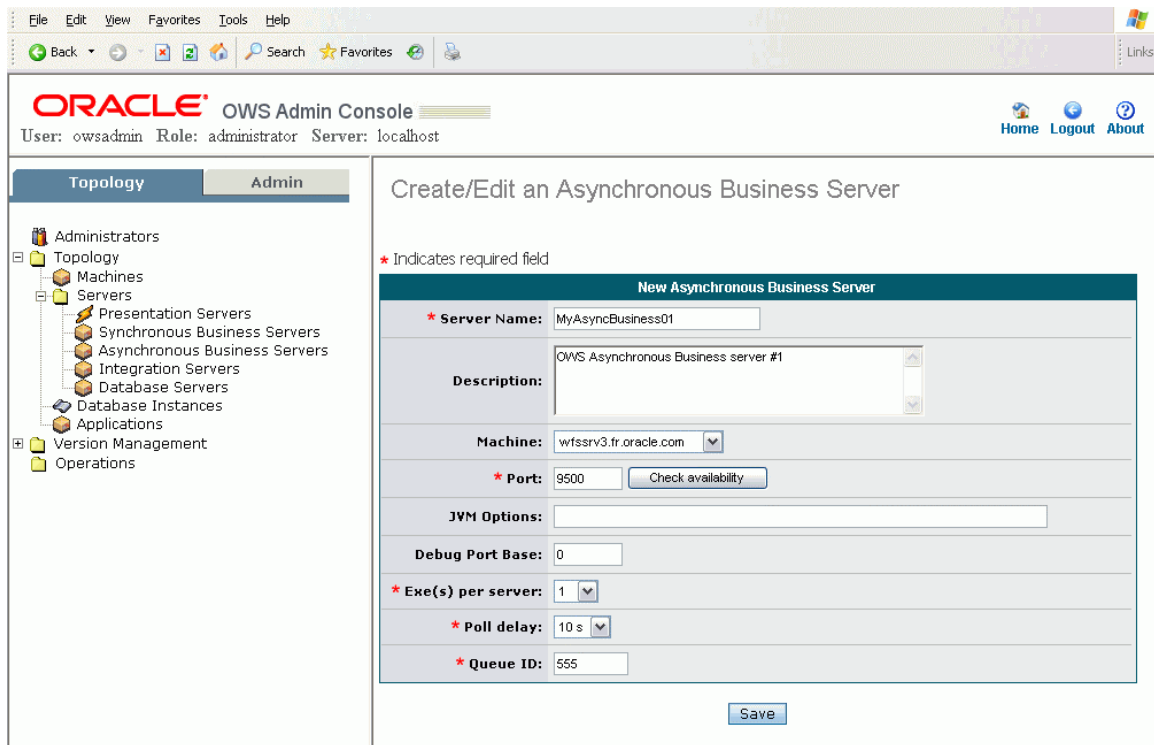 File Edit View Favorites Tools Help
Back Search Favorites
Links
ORACLE OWS Admin Console
User: owsadmin Role: administrator Server: localhost
Home Logout About
Topology Admin
Administrators
Topology
Machines
Servers
Presentation Servers
Synchronous Business Servers
Asynchronous Business Servers
Integration Servers
Database Servers
Database Instances
Applications
Version Management
Operations
Create/Edit an Asynchronous Business Server
* Indicates required field
New Asynchronous Business Server
* Server Name: MyAsyncBusiness01
Description: OWS Asynchronous Business server #1
Machine: wfssrv3.fr.oracle.com
* Port: 9500 Check availability
JVM Options:
Debug Port Base: 0
* Exe(s) per server: 1
* Poll delay: 10 s
* Queue ID: 555
Save